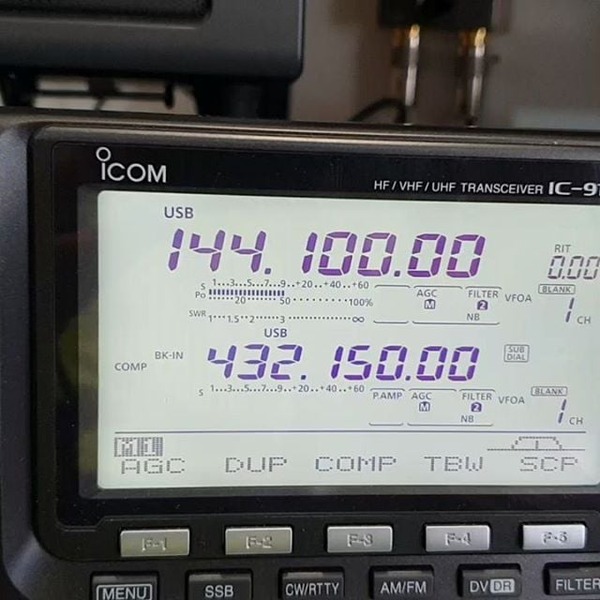 ICOM
HF/VHF/UHF TRANSCEIVER IC-9
USB
144.100.00
RIT
0.00
S 1...3...5...7...9..+20..+40..+60
Po 20 50 100%
AGC FILTER VFOA BLANK
M 2 1 CH
NB
SWR 1....1.5..2....3 ∞
USB
COMP BK-IN 432.150.00 SUB DIAL
S 1...3...5...7...9..+20..+40..+60
P.AMP AGC FILTER VFOA BLANK
M 2 1 CH
NB
M1
AGC DUP COMP TBW SCP
F-1 F-2 F-3 F-4 F-5
MENU SSB CW/RTTY AM/FM DV DR FILTER